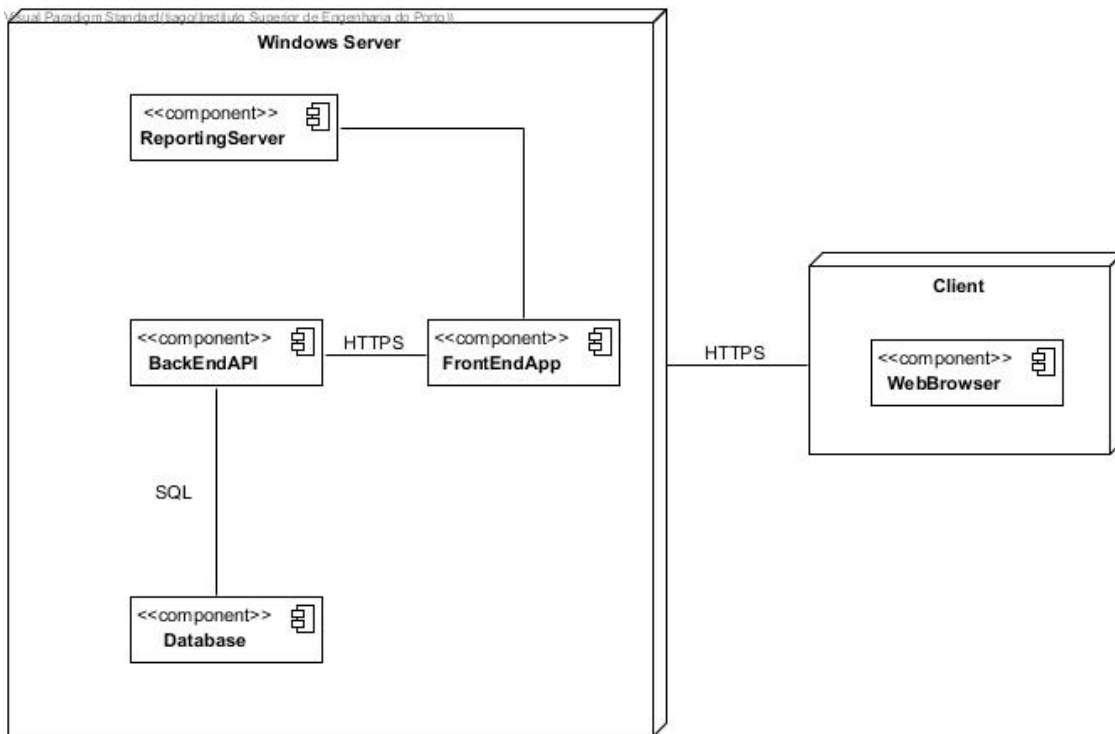 Visual Paradigm Standard(tiago(Instituto Superior de Engenharia do Porto))
Windows Server
<<component>>
ReportingServer
<<component>>
BackEndAPI
HTTPS
<<component>>
FrontEndApp
HTTPS
Client
<<component>>
WebBrowser
SQL
<<component>>
Database